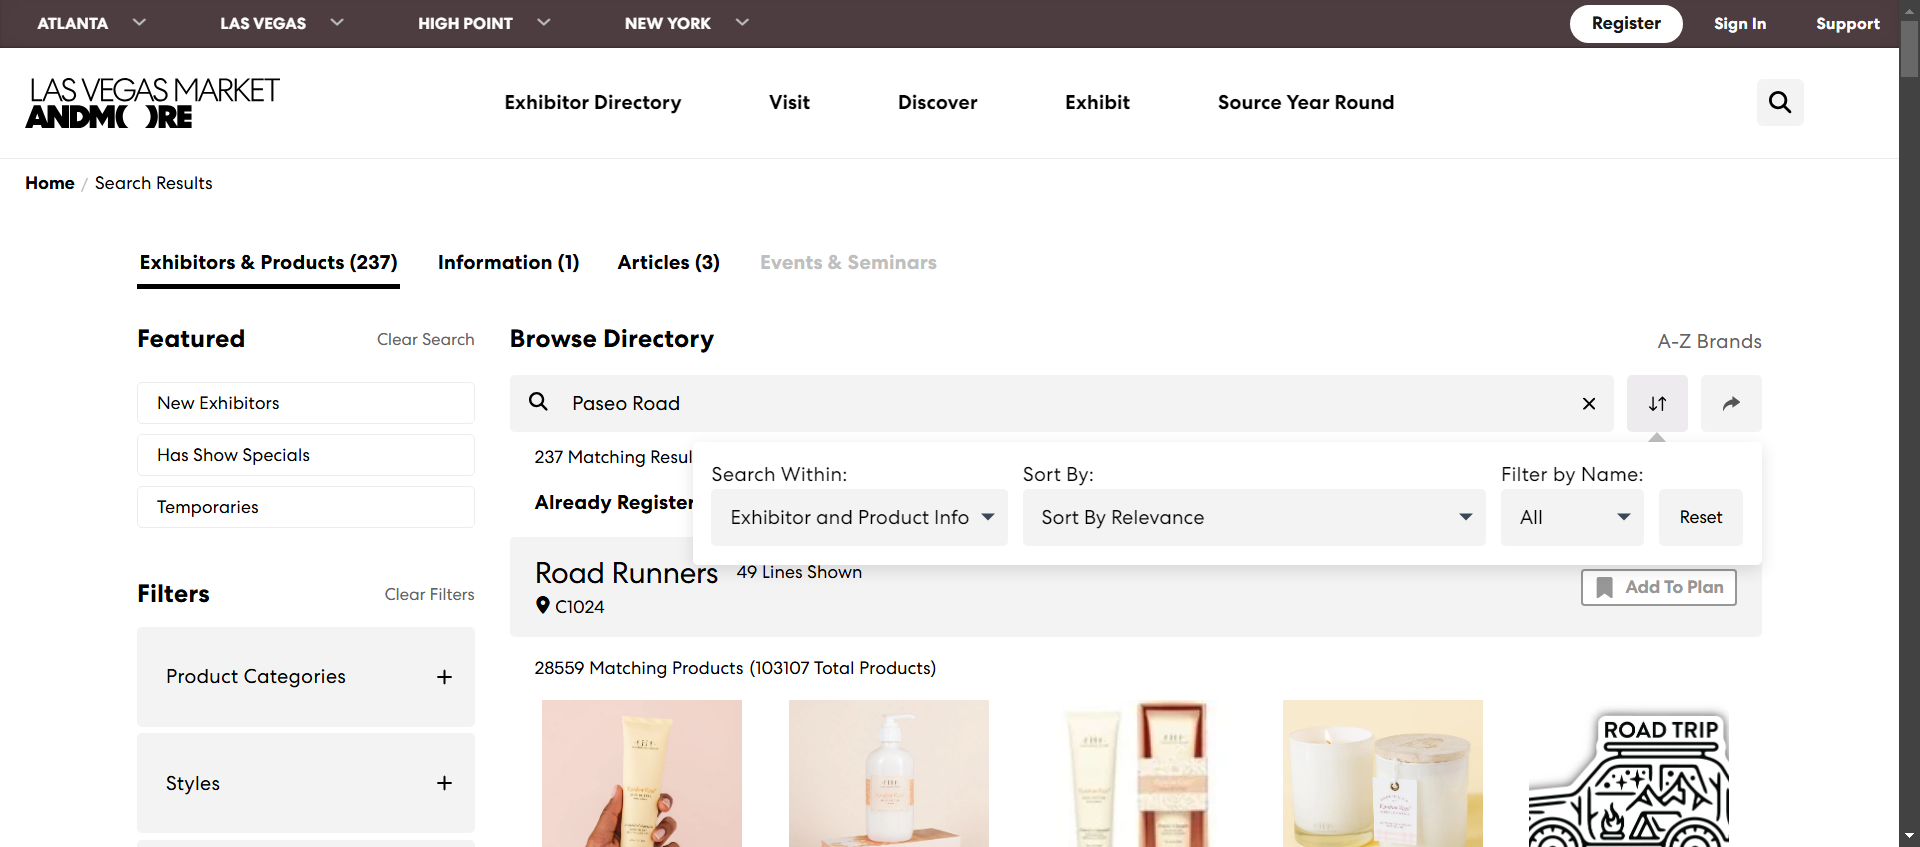 ATLANTA
LAS VEGAS
HIGH POINT
NEW YORK
Register
Sign In
Support
LAS VEGAS MARKET
ANDMORE
Exhibitor Directory
Visit
Discover
Exhibit
Source Year Round
Home / Search Results
Exhibitors & Products (237)
Information (1)
Articles (3)
Events & Seminars
Featured
Clear Search
New Exhibitors
Has Show Specials
Temporaries
Filters
Clear Filters
Product Categories
Styles
Browse Directory
A-Z Brands
Paseo Road
237 Matching Resul
Already Register
Search Within:
Exhibitor and Product Info
Sort By:
Sort By Relevance
Filter by Name:
All
Reset
Road Runners
49 Lines Shown
C1024
Add To Plan
28559 Matching Products (103107 Total Products)
ROAD TRIP